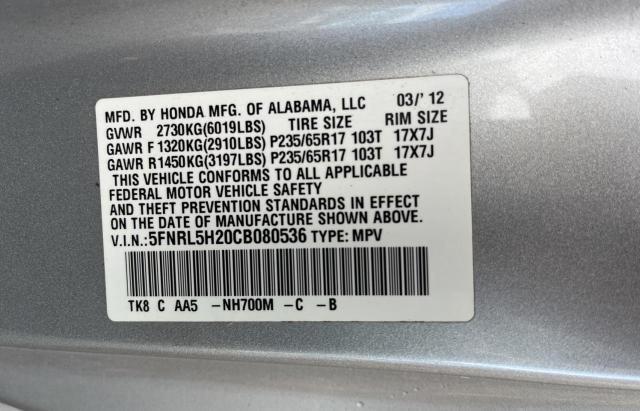 MFD. BY HONDA MFG. OF ALABAMA, LLC 03/'12
GVWR 2730KG(6019LBS) TIRE SIZE RIM SIZE
GAWR F 1320KG(2910LBS) P235/65R17 103T 17X7J
GAWR R1450KG(3197LBS) P235/65R17 103T 17X7J
THIS VEHICLE CONFORMS TO ALL APPLICABLE
FEDERAL MOTOR VEHICLE SAFETY
AND THEFT PREVENTION STANDARDS IN EFFECT
ON THE DATE OF MANUFACTURE SHOWN ABOVE.
V.I.N.:5FNRL5H20CB080536 TYPE: MPV
TK8 C AA5 -NH700M -C -B